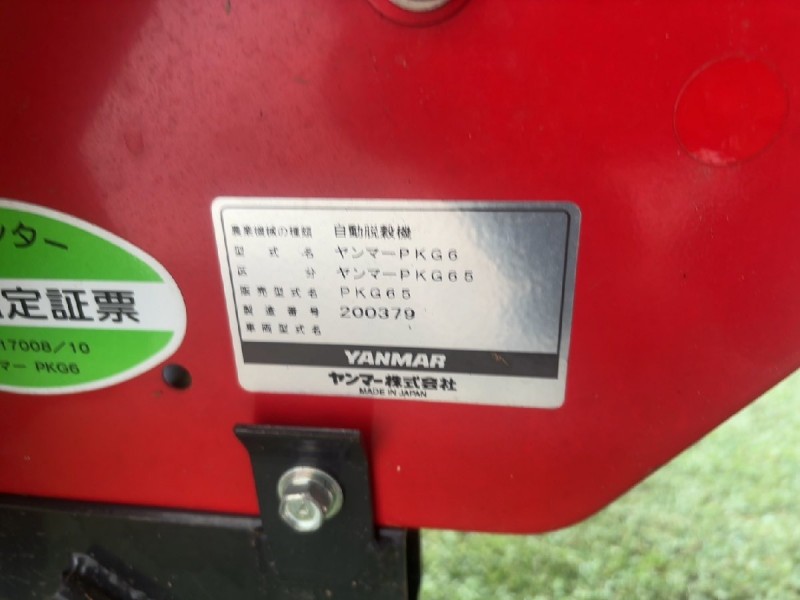 ンター
定証票
17008/10
マー PKG6
農業機械の種類 自動脱穀機
型式名 ヤンマーPKG6
区分 ヤンマーPKG65
販売型式名 PKG65
製造番号 200379
車両型式名
YANMAR
ヤンマー株式会社
MADE IN JAPAN